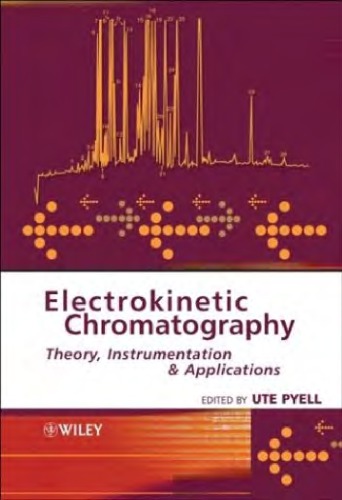 Electrokinetic
Chromatography
Theory, Instrumentation
& Applications
EDITED BY UTE PYELL
WILEY